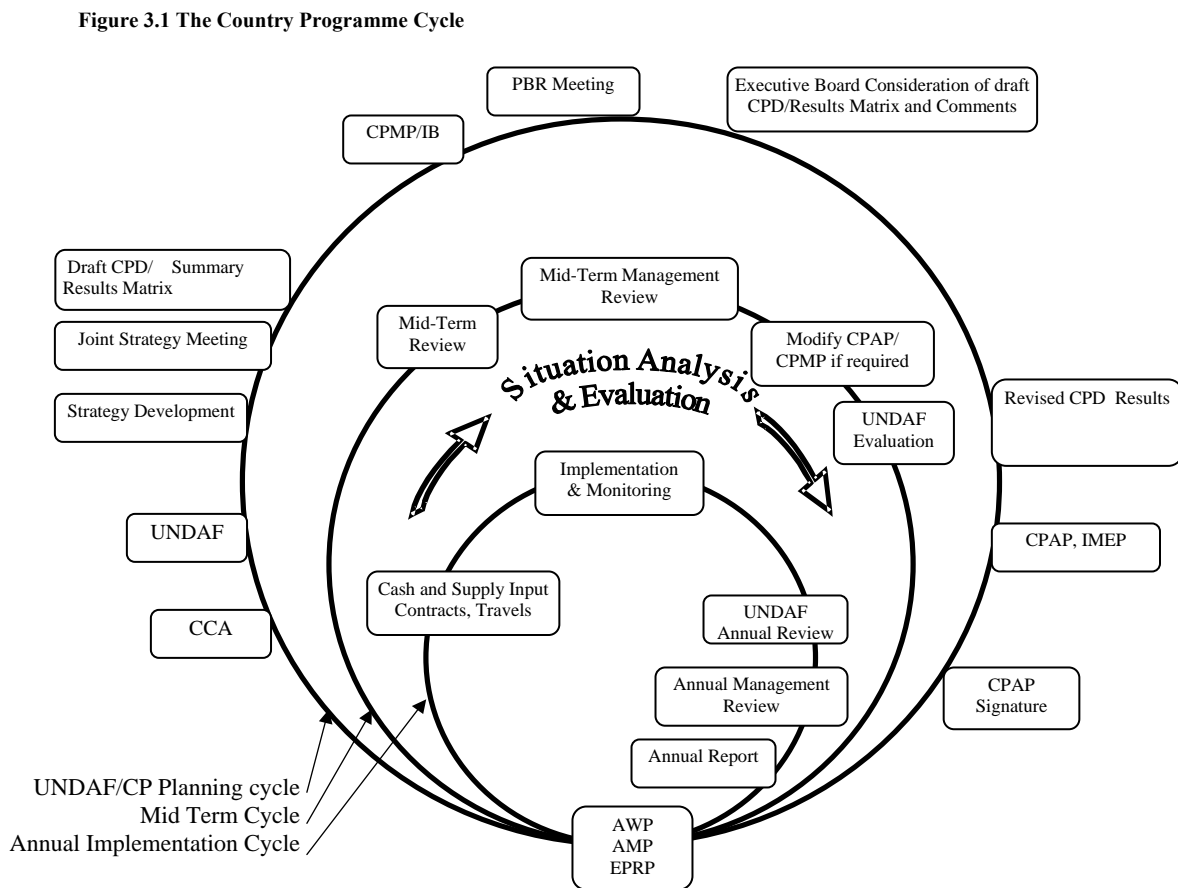 Figure 3.1 The Country Programme Cycle
PBR Meeting
Executive Board Consideration of draft
CPD/Results Matrix and Comments
CPMP/IB
Draft CPD/ Summary
Results Matrix
Joint Strategy Meeting
Strategy Development
UNDAF
CCA
Mid-Term Management
Review
Mid-Term
Review
Modify CPAP/
CPMP if required
Situation Analysis
& Evaluation
UNDAF
Evaluation
Revised CPD Results
CPAP, IMEP
CPAP
Signature
Implementation
& Monitoring
Cash and Supply Input
Contracts, Travels
UNDAF
Annual Review
Annual Management
Review
Annual Report
UNDAF/CP Planning cycle
Mid Term Cycle
Annual Implementation Cycle
AWP
AMP
EPRP